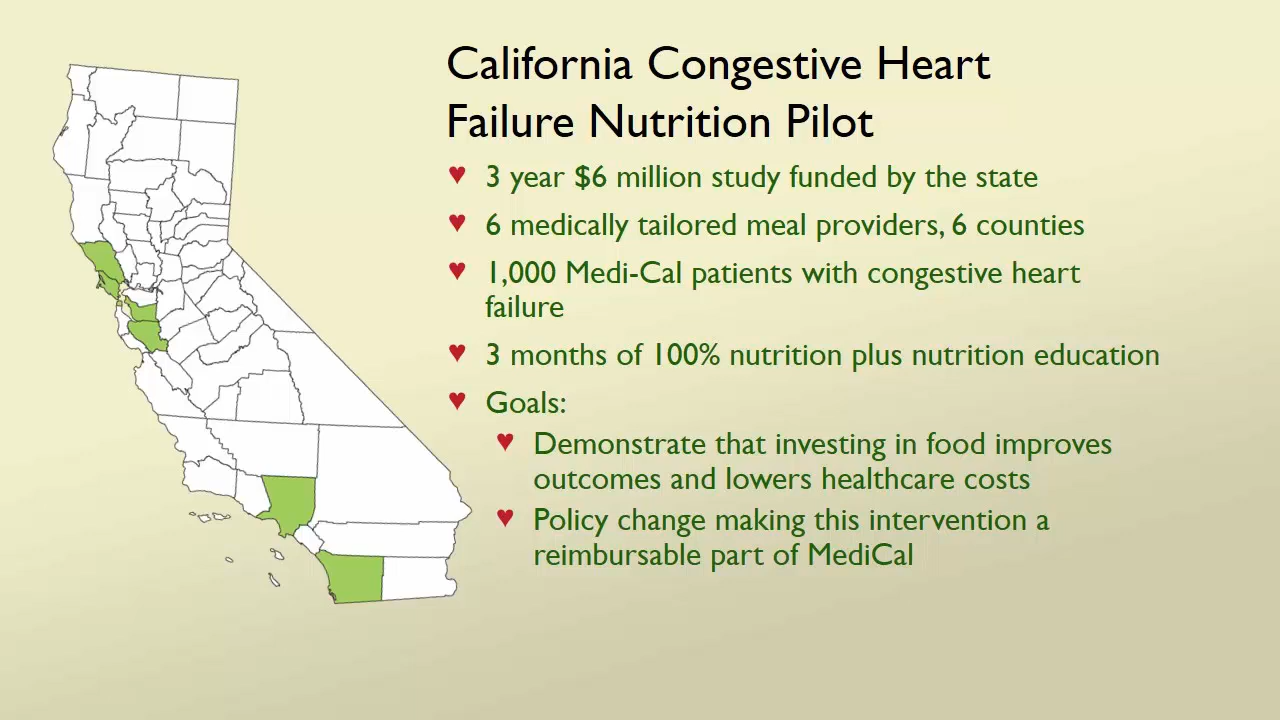 California Congestive Heart
Failure Nutrition Pilot
♥ 3 year $6 million study funded by the state
♥ 6 medically tailored meal providers, 6 counties
♥ 1,000 Medi-Cal patients with congestive heart
failure
♥ 3 months of 100% nutrition plus nutrition education
♥ Goals:
♥ Demonstrate that investing in food improves
outcomes and lowers healthcare costs
♥ Policy change making this intervention a
reimbursable part of MediCal